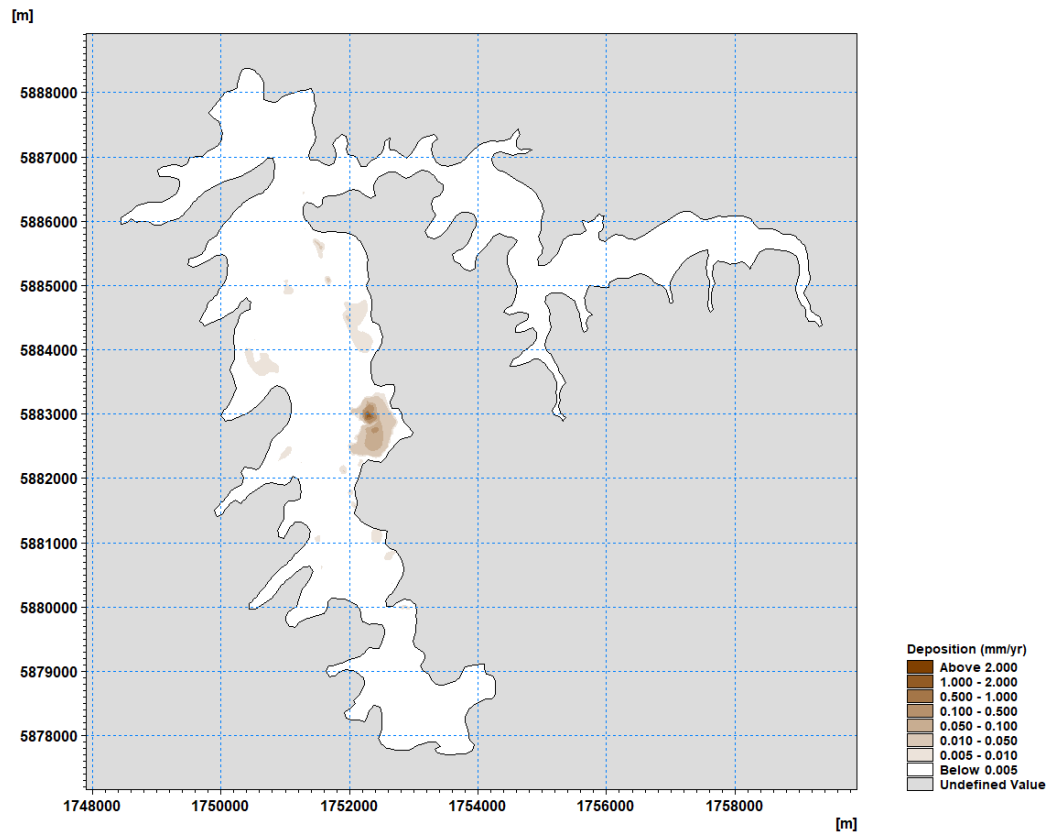 [m]
5888000
5887000
5886000
5885000
5884000
5883000
5882000
5881000
5880000
5879000
5878000
1748000 1750000 1752000 1754000 1756000 1758000
[m]
Deposition (mm/yr)
Above 2.000
1.000 - 2.000
0.500 - 1.000
0.100 - 0.500
0.050 - 0.100
0.010 - 0.050
0.005 - 0.010
Below 0.005
Undefined Value